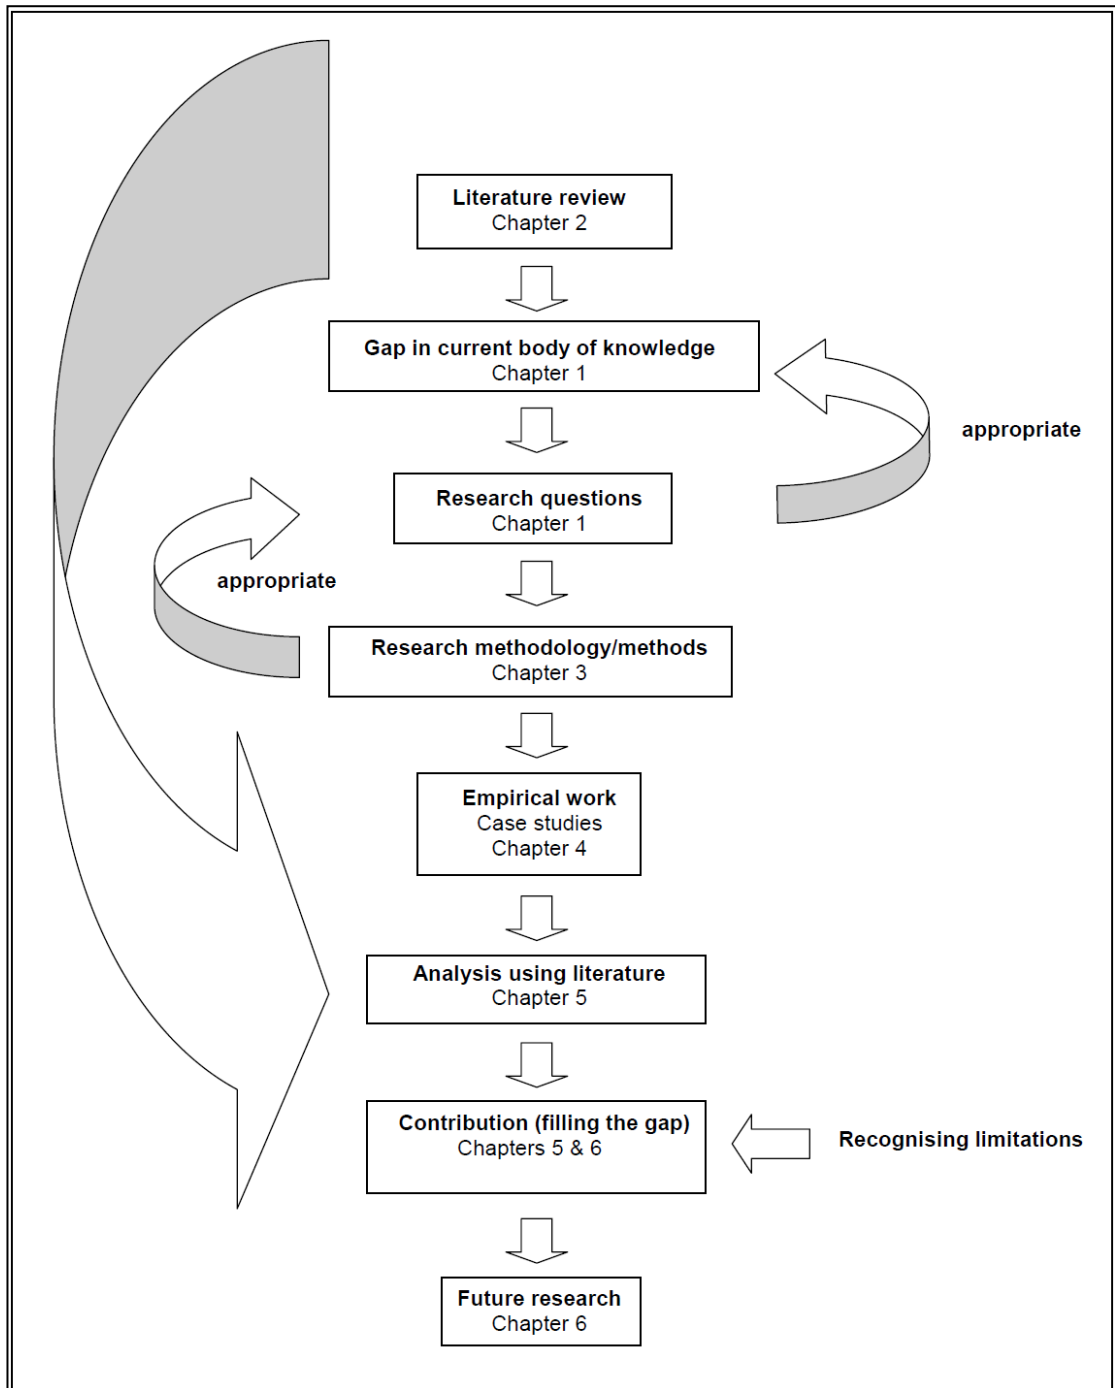 Literature review
Chapter 2
Gap in current body of knowledge
Chapter 1
appropriate
Research questions
Chapter 1
appropriate
Research methodology/methods
Chapter 3
Empirical work
Case studies
Chapter 4
Analysis using literature
Chapter 5
Contribution (filling the gap)
Chapters 5 & 6
Recognising limitations
Future research
Chapter 6